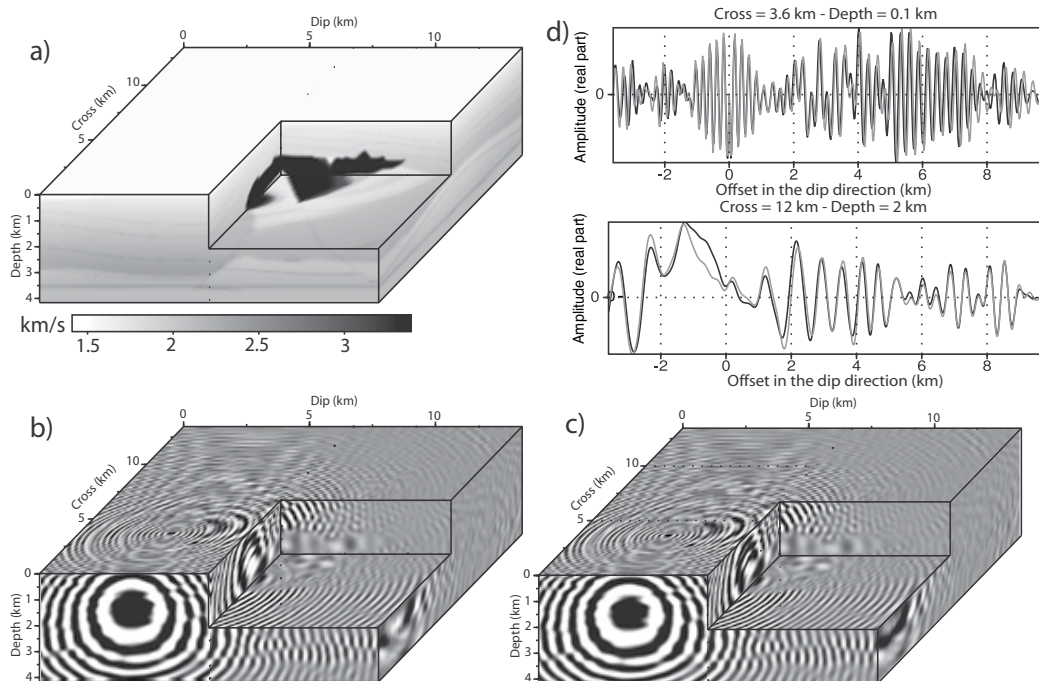 a)
Dip (km)
0 5 10
Cross (km)
10
5
Depth (km)
0
1
2
3
4
km/s
1.5 2 2.5 3
d)
Cross = 3.6 km - Depth = 0.1 km
Amplitude (real part)
0
-2 0 2 4 6 8
Offset in the dip direction (km)
Cross = 12 km - Depth = 2 km
Amplitude (real part)
0
-2 0 2 4 6 8
Offset in the dip direction (km)
b)
Dip (km)
0 5 10
Cross (km)
10
5
Depth (km)
0
1
2
3
4
c)
Dip (km)
0 5 10
Cross (km)
10
5
Depth (km)
0
1
2
3
4